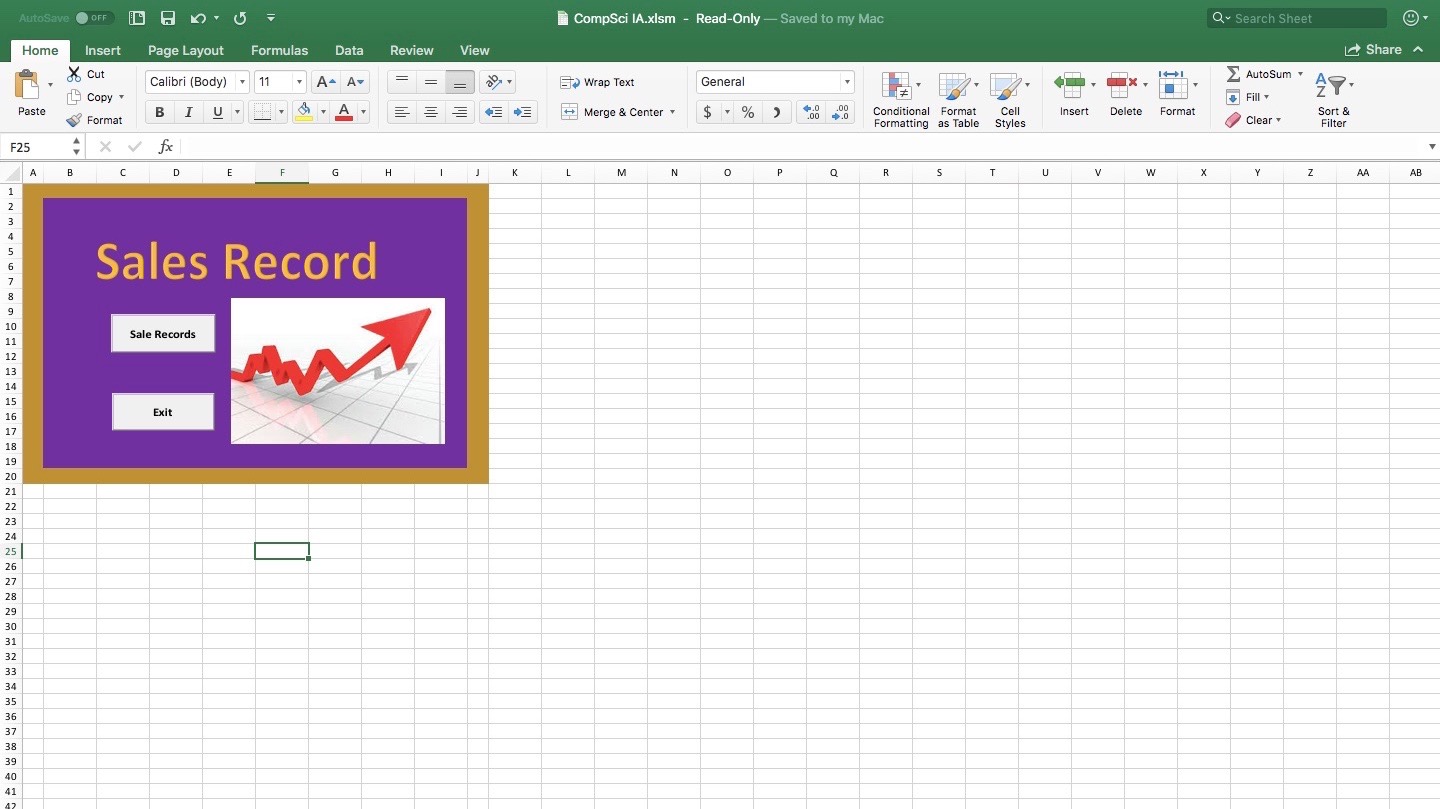 AutoSave OFF CompSci IA.xlsm - Read-Only — Saved to my Mac Search Sheet
Home Insert Page Layout Formulas Data Review View Share
Paste Cut Copy Format
Calibri (Body) 11 A A
B I U A
Wrap Text
Merge & Center
General
$ % .0 .00 .00 .0
Conditional Formatting
Format as Table
Cell Styles
Insert Delete Format
AutoSum
Fill
Clear
Sort & Filter
F25 fx
A B C D E F G H I J K L M N O P Q R S T U V W X Y Z AA AB
1
2
3
4
5
Sales Record
6
7
8
9
10
Sale Records
11
12
13
14
15
Exit
16
17
18
19
20
21
22
23
24
25
26
27
28
29
30
31
32
33
34
35
36
37
38
39
40
41
42